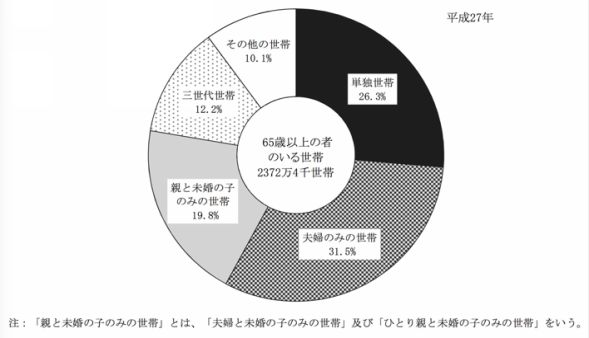 平成27年
その他の世帯
10.1%
単独世帯
26.3%
三世代世帯
12.2%
65歳以上の者
のいる世帯
2372万4千世帯
親と未婚の子
のみの世帯
19.8%
夫婦のみの世帯
31.5%
注：「親と未婚の子のみの世帯」とは、「夫婦と未婚の子のみの世帯」及び「ひとり親と未婚の子のみの世帯」をいう。